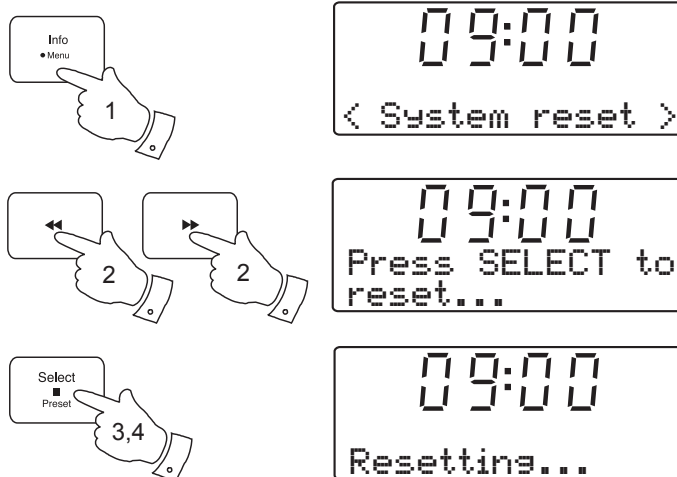 Info
● Menu
1
09:00
< System reset >
◀◀
2
▶▶
2
09:00
Press SELECT to
reset...
Select
■
Preset
3,4
09:00
Resetting...